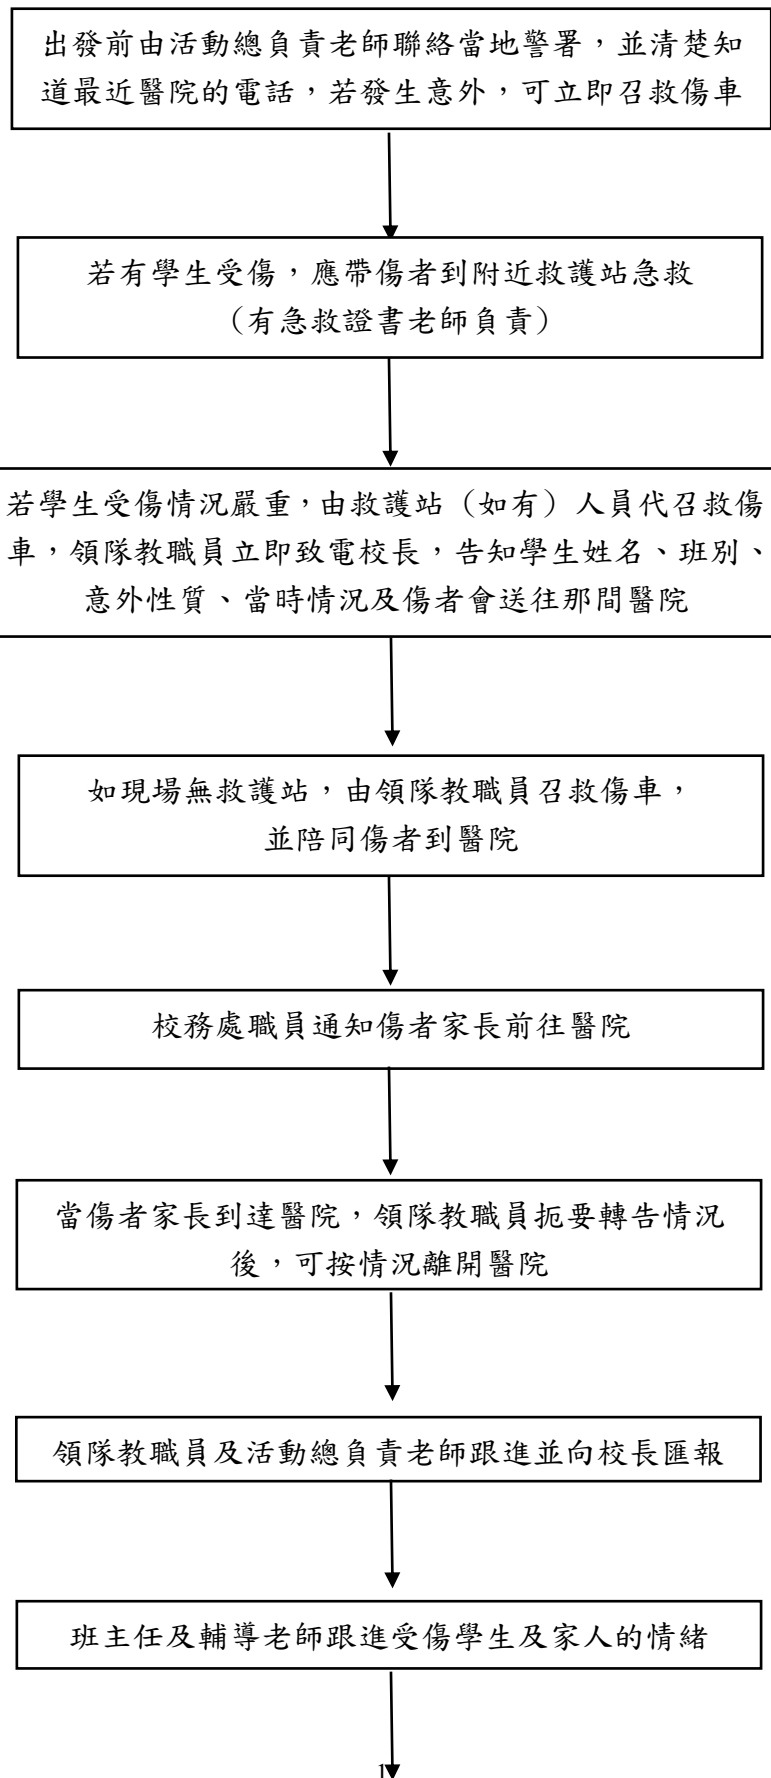 出發前由活動總負責老師聯絡當地警署，並清楚知
道最近醫院的電話，若發生意外，可立即召救傷車
若有學生受傷，應帶傷者到附近救護站急救
（有急救證書老師負責）
若學生受傷情況嚴重，由救護站（如有）人員代召救傷
車，領隊教職員立即致電校長，告知學生姓名、班別、
意外性質、當時情況及傷者會送往那間醫院
如現場無救護站，由領隊教職員召救傷車，
並陪同傷者到醫院
校務處職員通知傷者家長前往醫院
當傷者家長到達醫院，領隊教職員扼要轉告情況
後，可按情況離開醫院
領隊教職員及活動總負責老師跟進並向校長匯報
班主任及輔導老師跟進受傷學生及家人的情緒
1